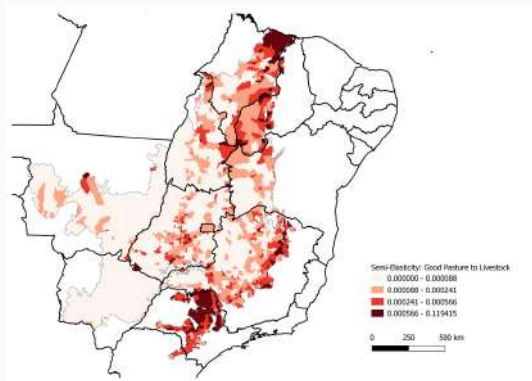 Semi-Elasticity: Good Pasture to Livestock
0.000000 - 0.000088
0.000088 - 0.000241
0.000241 - 0.000566
0.000566 - 0.119415
0 250 500 km